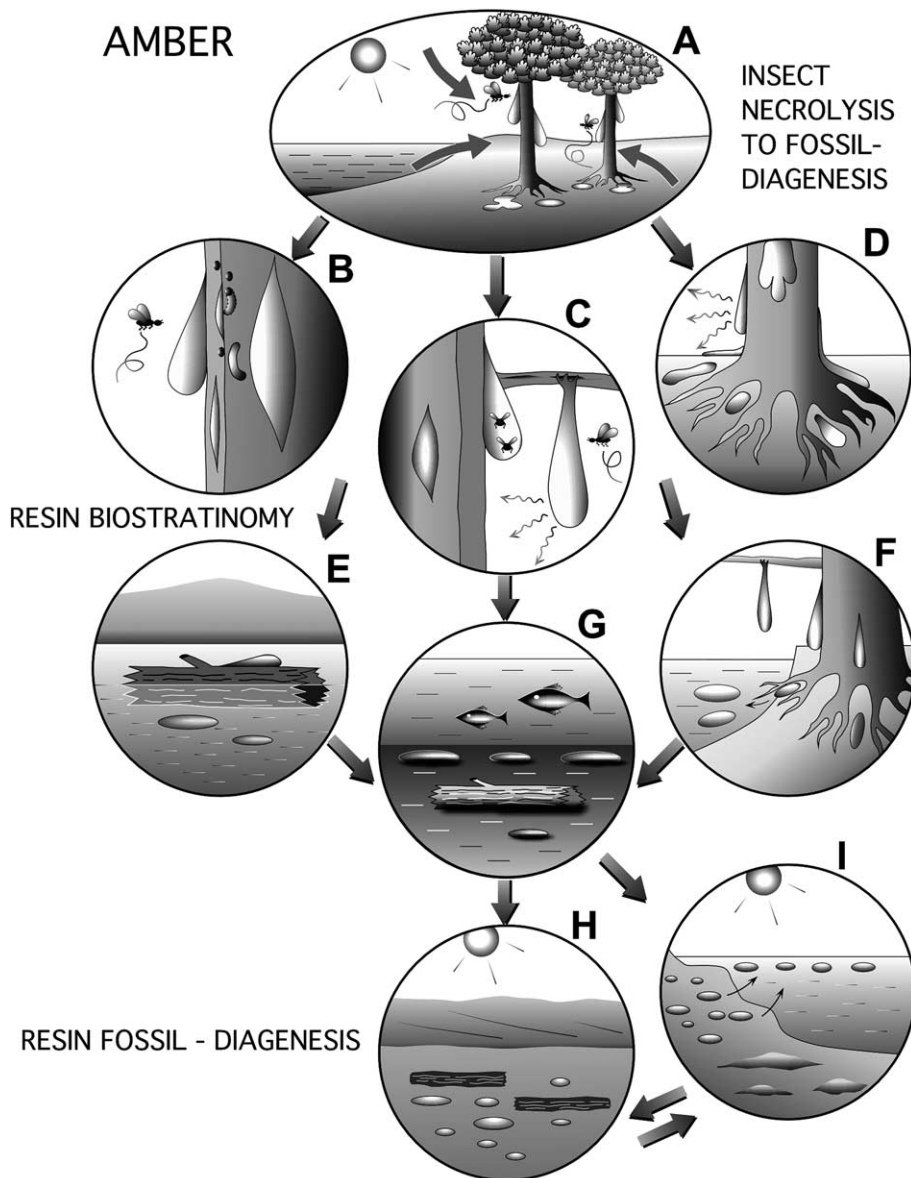 AMBER
A
INSECT
NECROLYSIS
TO FOSSIL-
DIAGENESIS
B
C
D
RESIN BIOSTRATINOMY
E
F
G
H
I
RESIN FOSSIL - DIAGENESIS